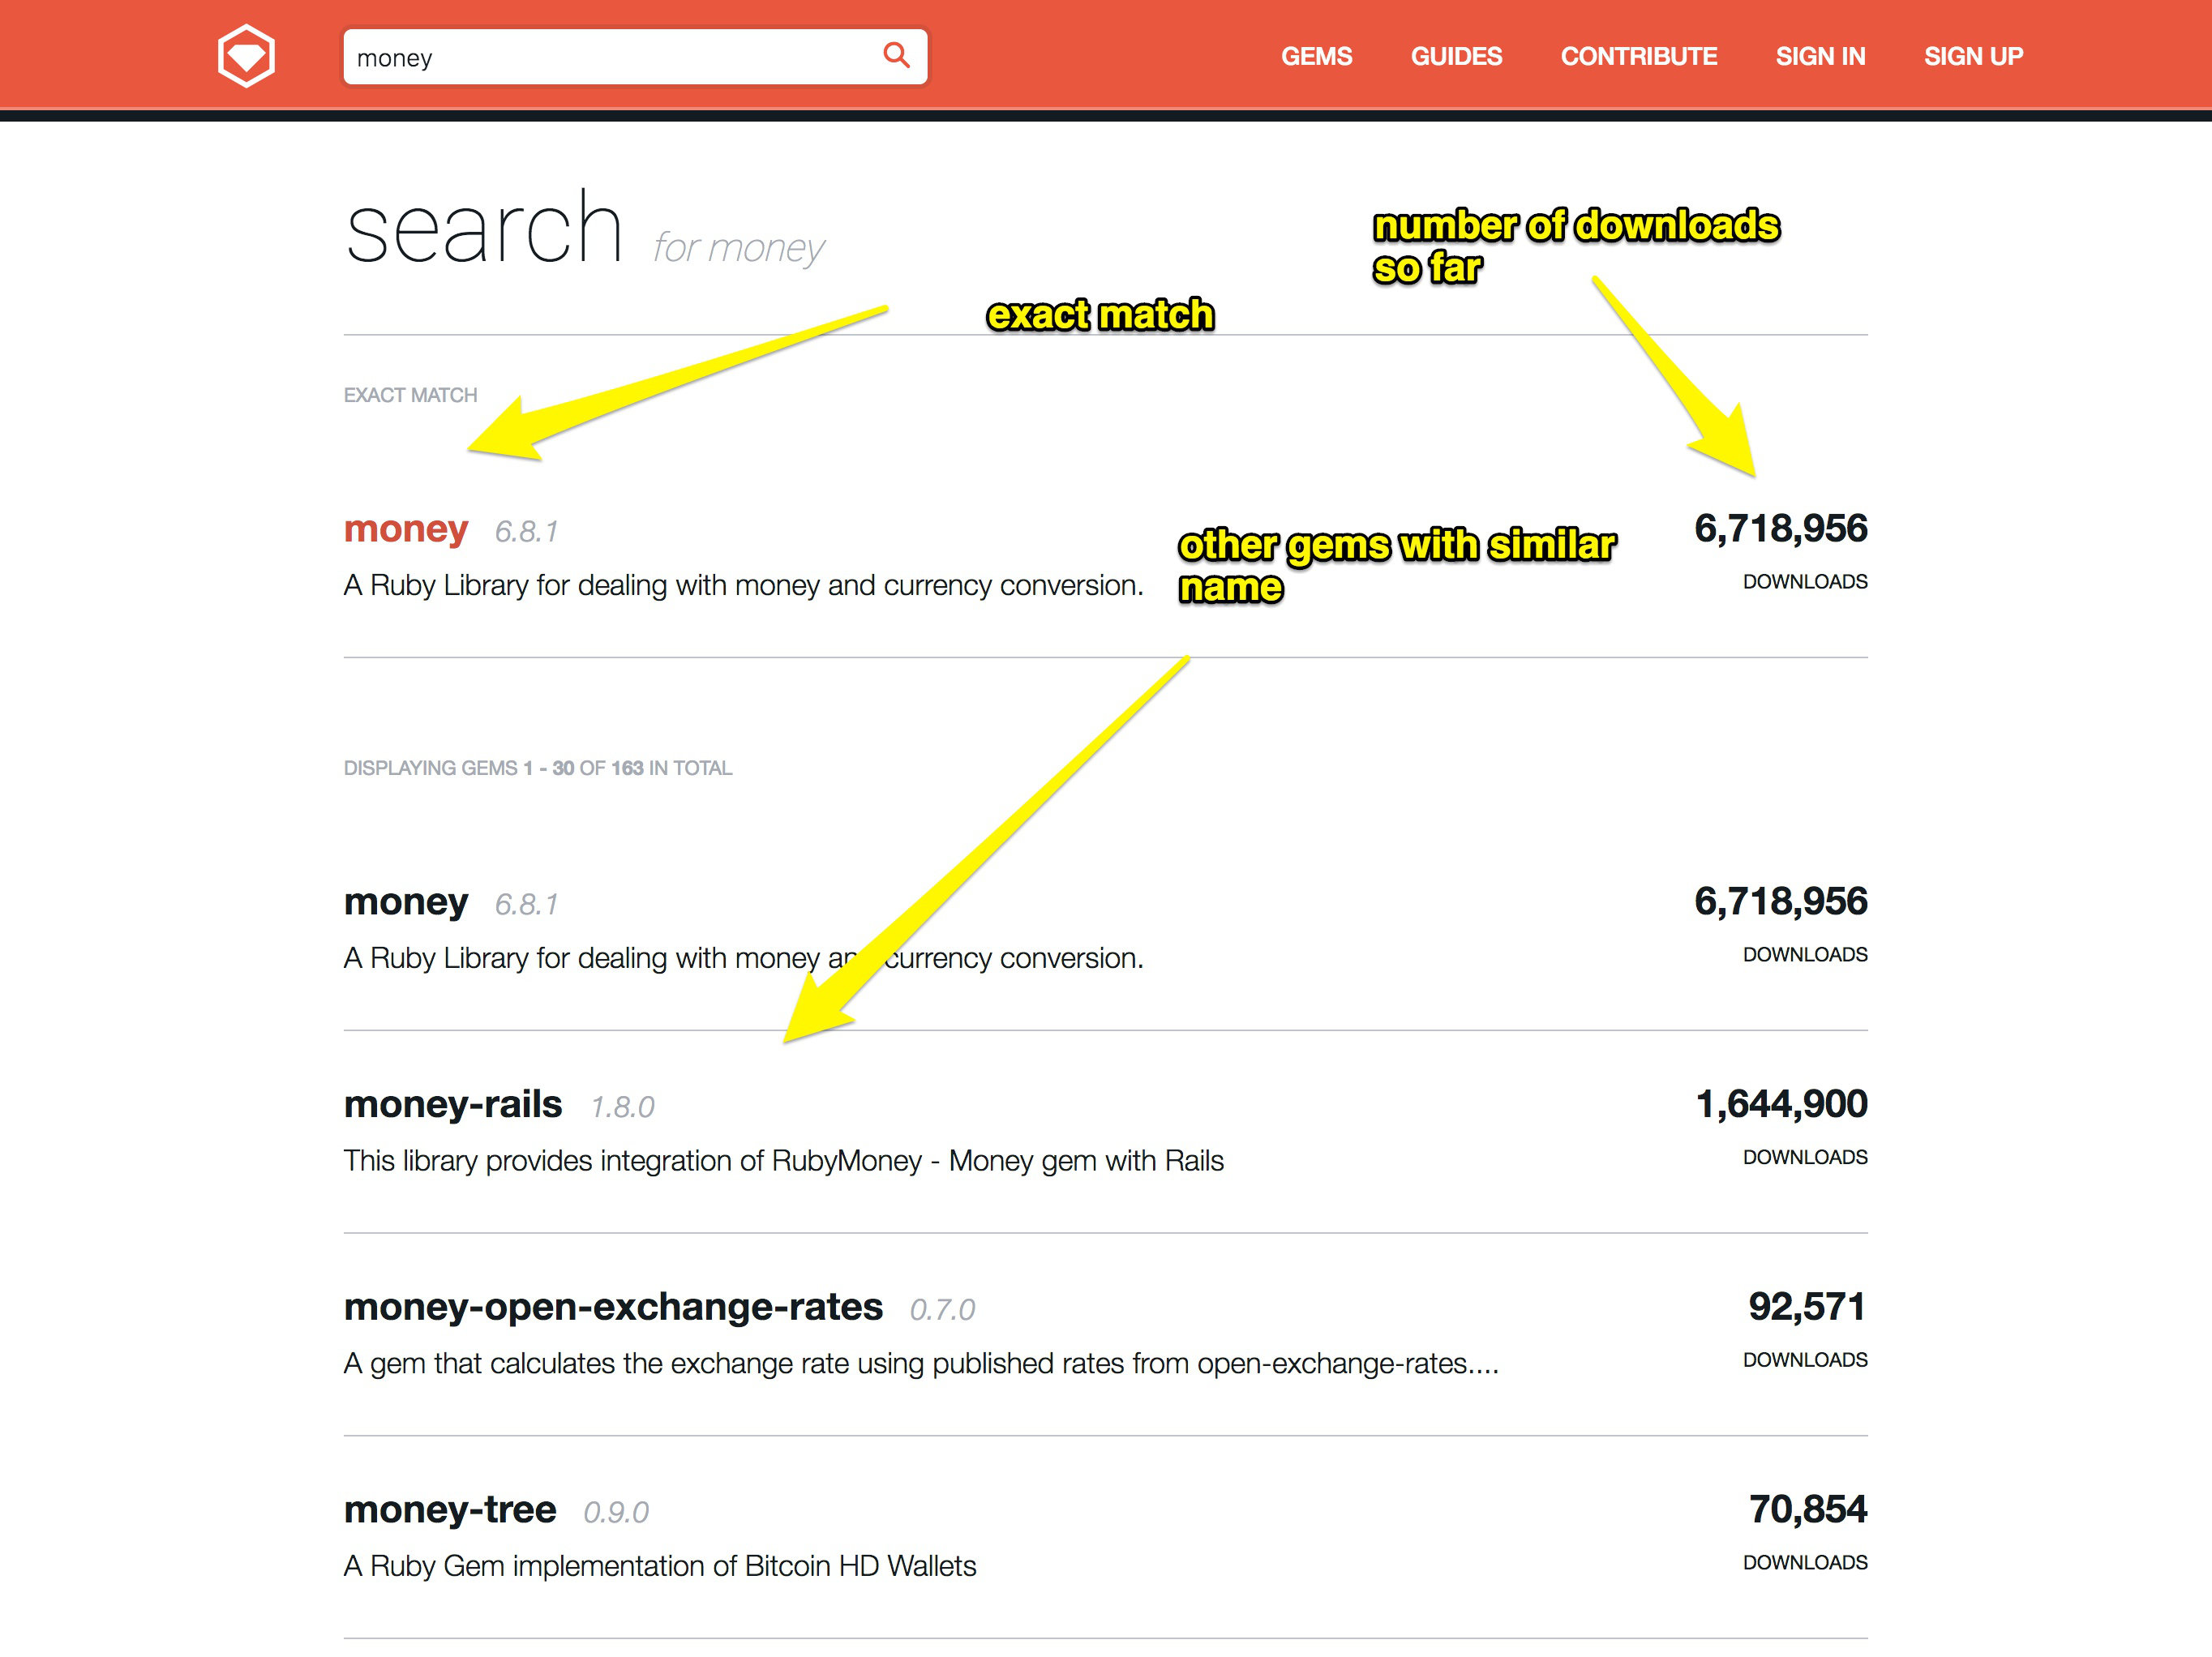 money
GEMS GUIDES CONTRIBUTE SIGN IN SIGN UP
search for money
number of downloads
so far
exact match
EXACT MATCH
money 6.8.1
6,718,956
A Ruby Library for dealing with money and currency conversion.
DOWNLOADS
other gems with similar
name
DISPLAYING GEMS 1 - 30 OF 163 IN TOTAL
money 6.8.1
6,718,956
A Ruby Library for dealing with money and currency conversion.
DOWNLOADS
money-rails 1.8.0
1,644,900
This library provides integration of RubyMoney - Money gem with Rails
DOWNLOADS
money-open-exchange-rates 0.7.0
92,571
A gem that calculates the exchange rate using published rates from open-exchange-rates....
DOWNLOADS
money-tree 0.9.0
70,854
A Ruby Gem implementation of Bitcoin HD Wallets
DOWNLOADS